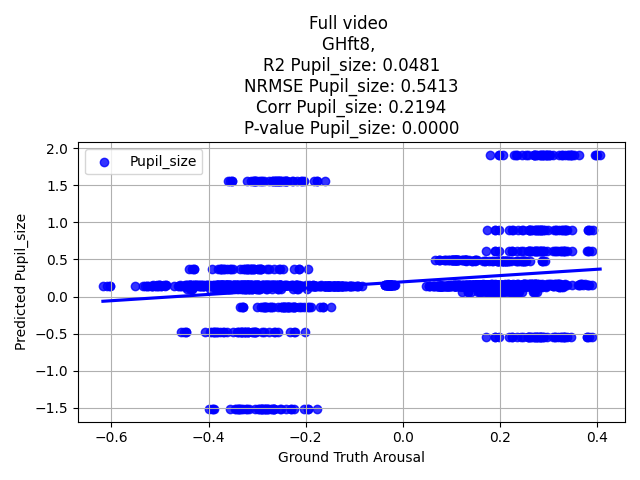 Full video
GHft8,
R2 Pupil_size: 0.0481
NRMSE Pupil_size: 0.5413
Corr Pupil_size: 0.2194
P-value Pupil_size: 0.0000
Pupil_size
2.0
1.5
1.0
0.5
0.0
−0.5
−1.0
−1.5
Predicted Pupil_size
−0.6
−0.4
−0.2
0.0
0.2
0.4
Ground Truth Arousal